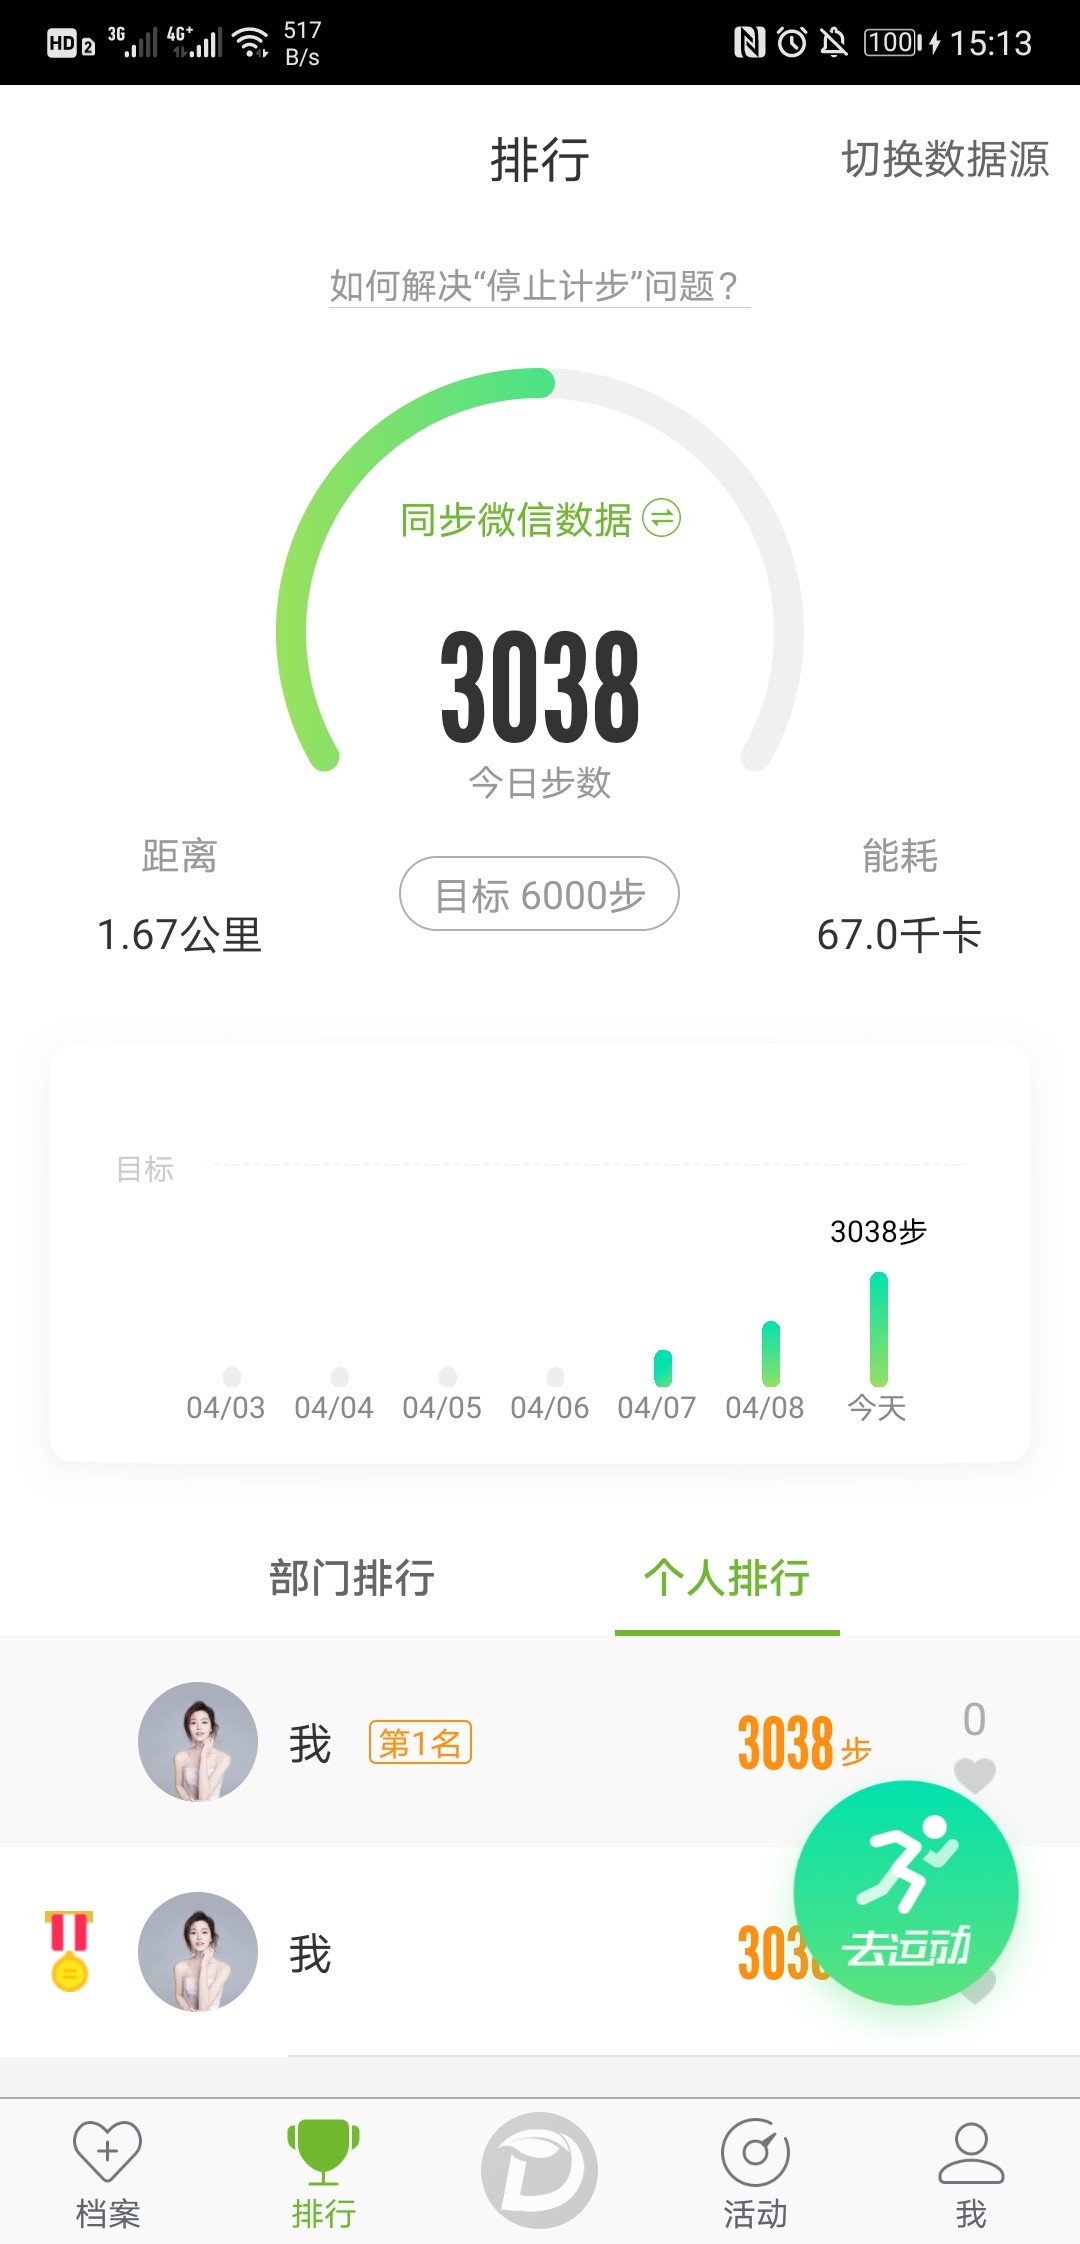 HD 2 3G 4G+ 517 B/s 100 15:13
排行 切换数据源
如何解决“停止计步”问题？
同步微信数据
3038
今日步数
距离 目标 6000步 能耗
1.67公里 67.0千卡
目标
3038步
04/03 04/04 04/05 04/06 04/07 04/08 今天
部门排行 个人排行
我 第1名 3038步 0
我 303
去运动
档案 排行 活动 我